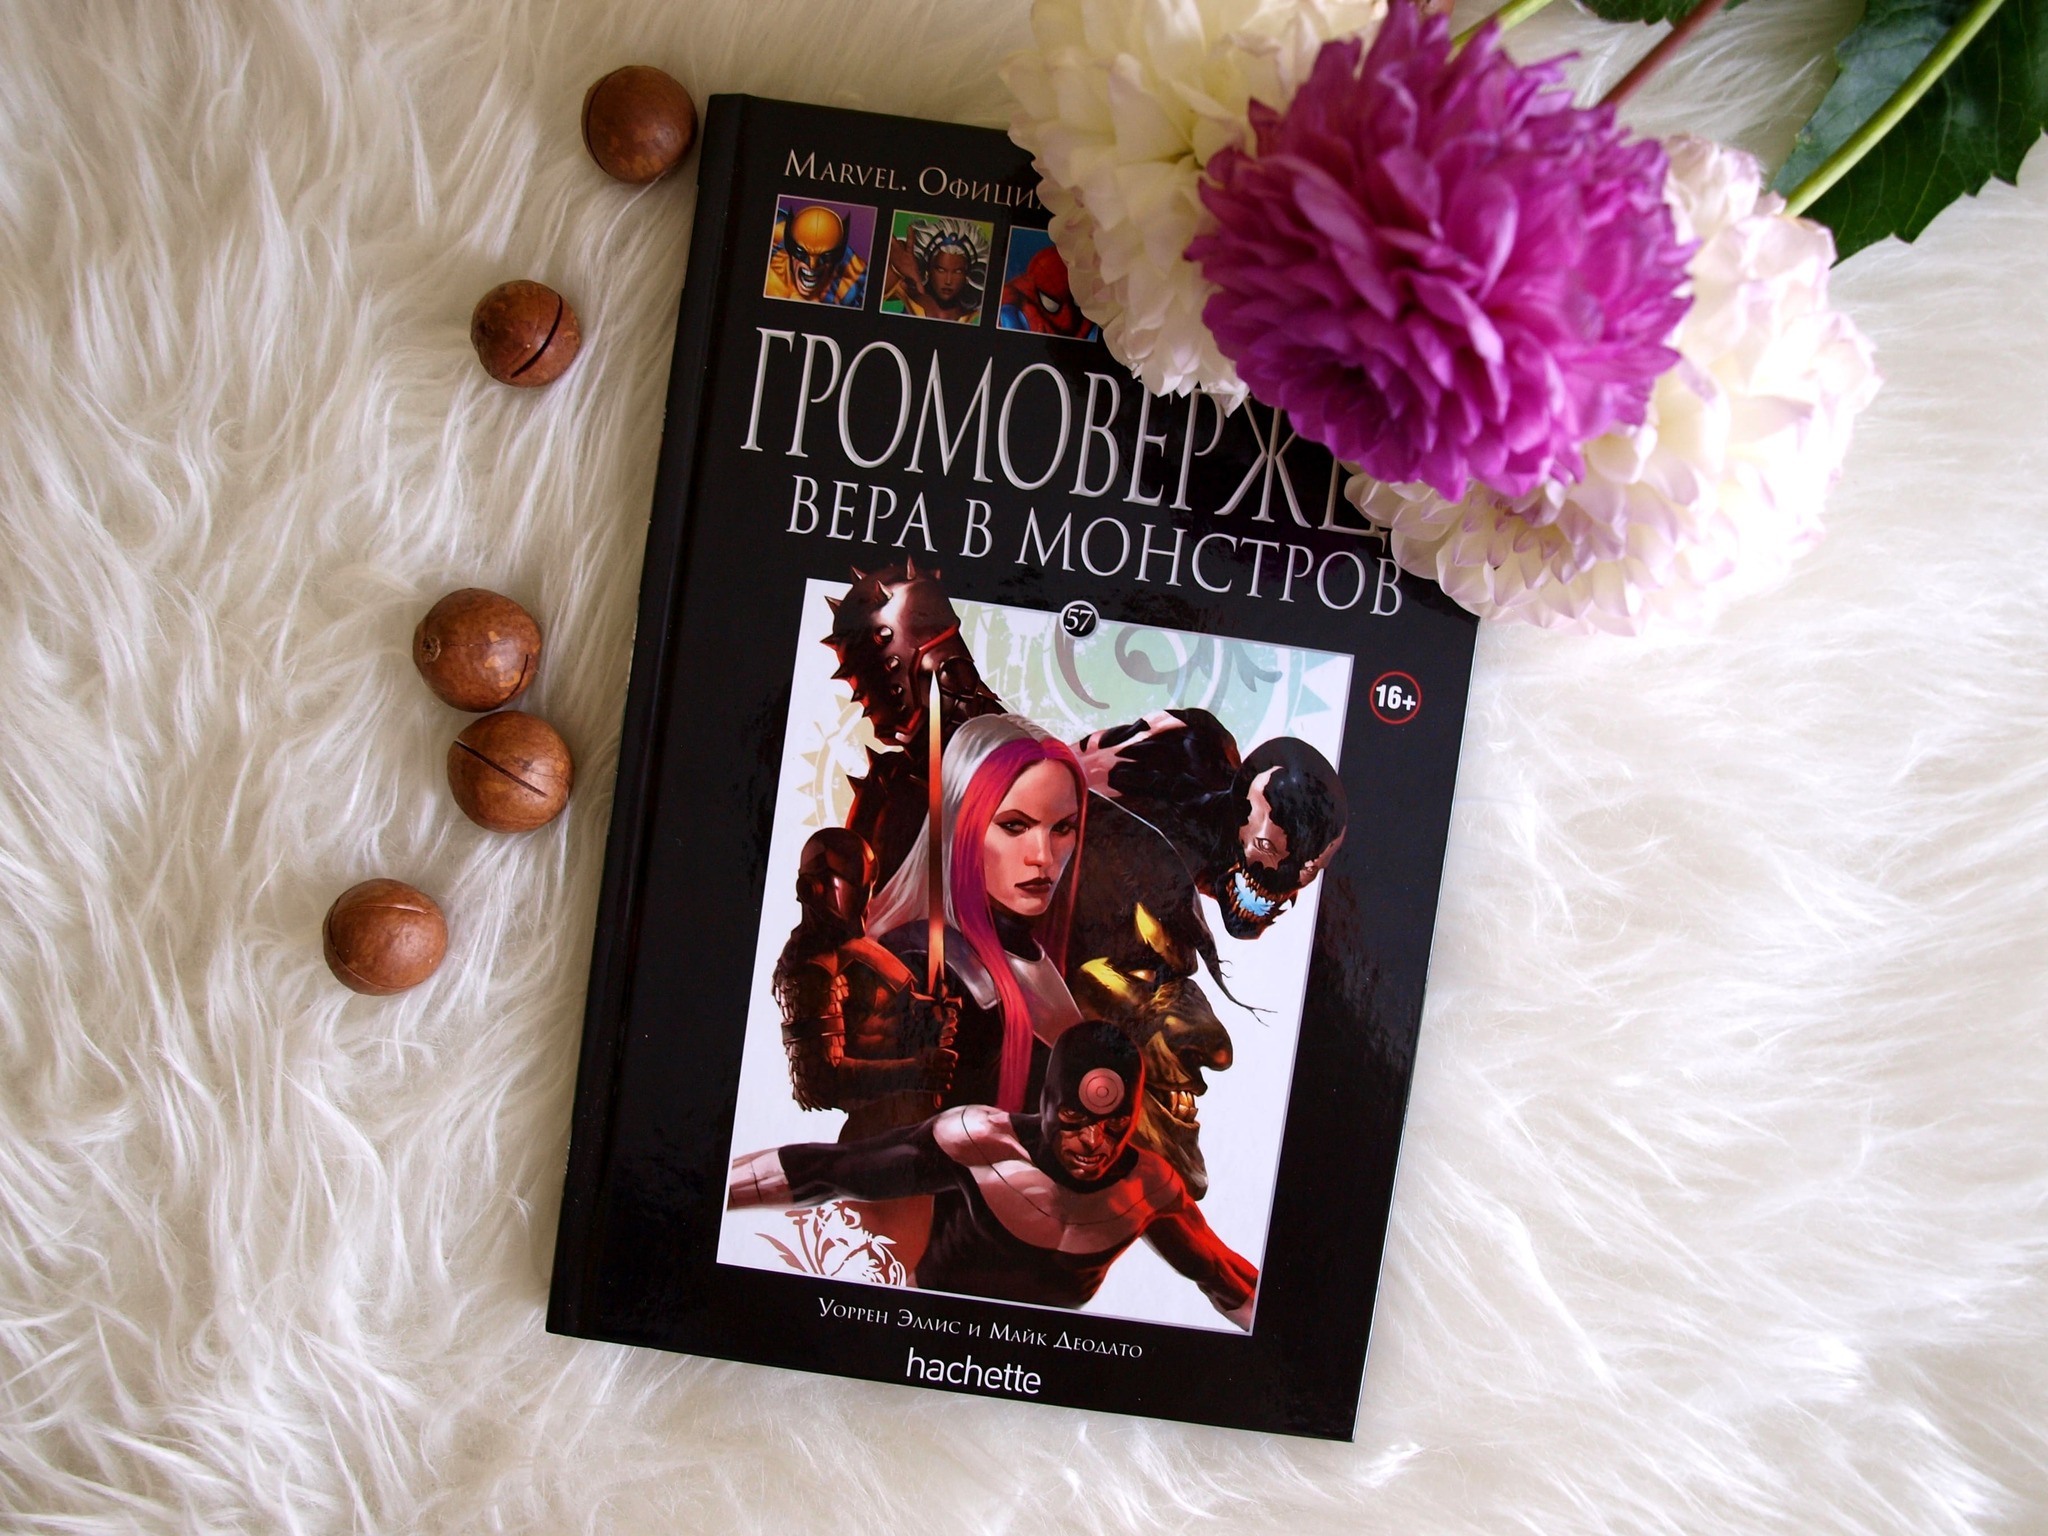 MARVEL. ОФИЦИ
ГРОМОВЕРЖЦ
ВЕРА В МОНСТРОВ
57
16+
УОРРЕН ЭЛЛИС И МАЙК ДЕОДАТО
hachette